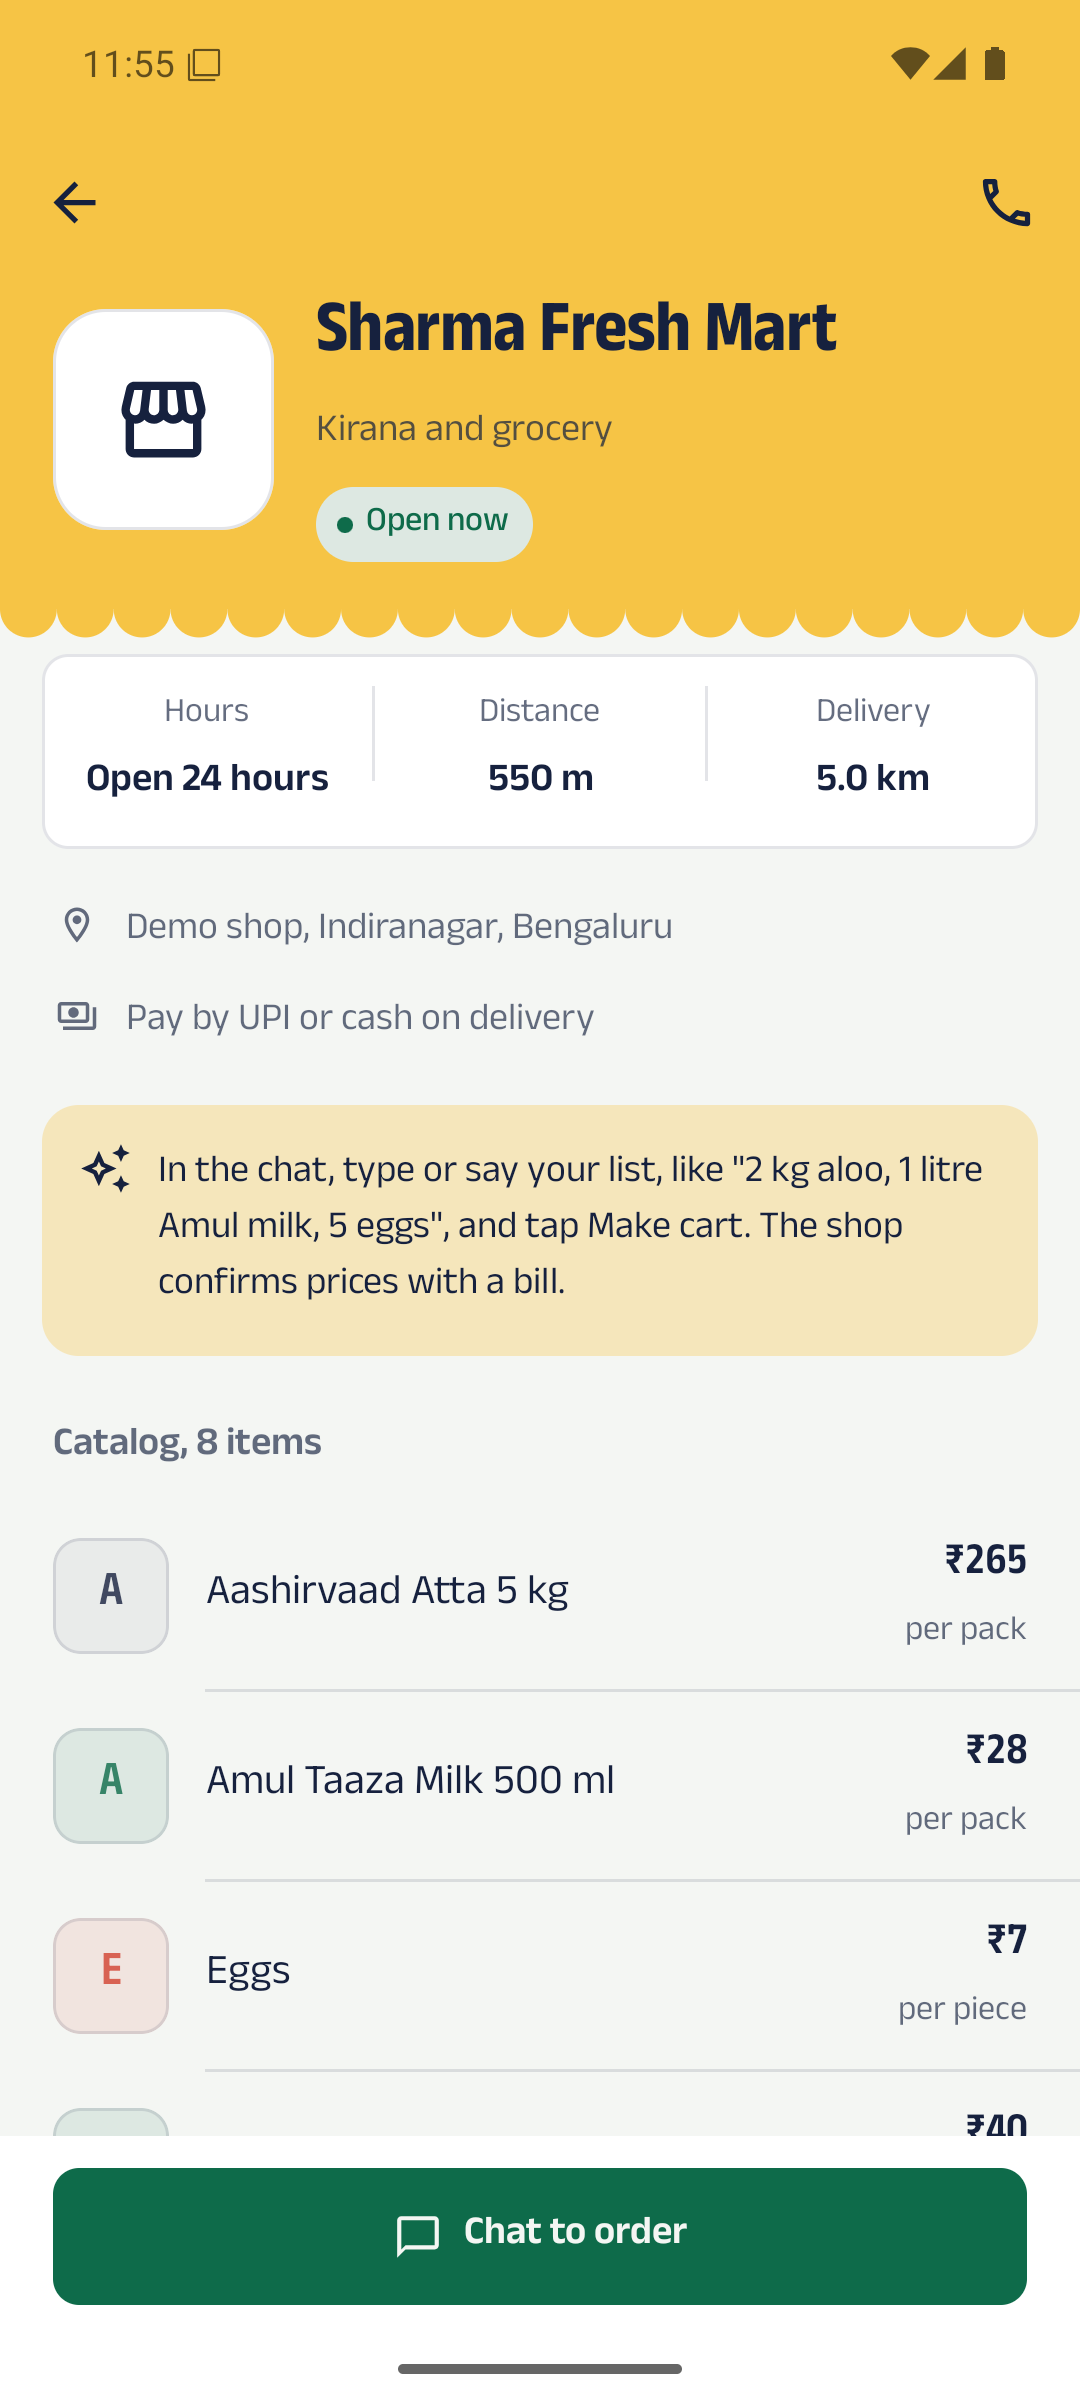 11:55
Sharma Fresh Mart
Kirana and grocery
Open now
Hours
Distance
Delivery
Open 24 hours
550 m
5.0 km
Demo shop, Indiranagar, Bengaluru
Pay by UPI or cash on delivery
In the chat, type or say your list, like "2 kg aloo, 1 litre
Amul milk, 5 eggs", and tap Make cart. The shop
confirms prices with a bill.
Catalog, 8 items
A
Aashirvaad Atta 5 kg
₹265
per pack
A
Amul Taaza Milk 500 ml
₹28
per pack
E
Eggs
₹7
per piece
₹40
Chat to order